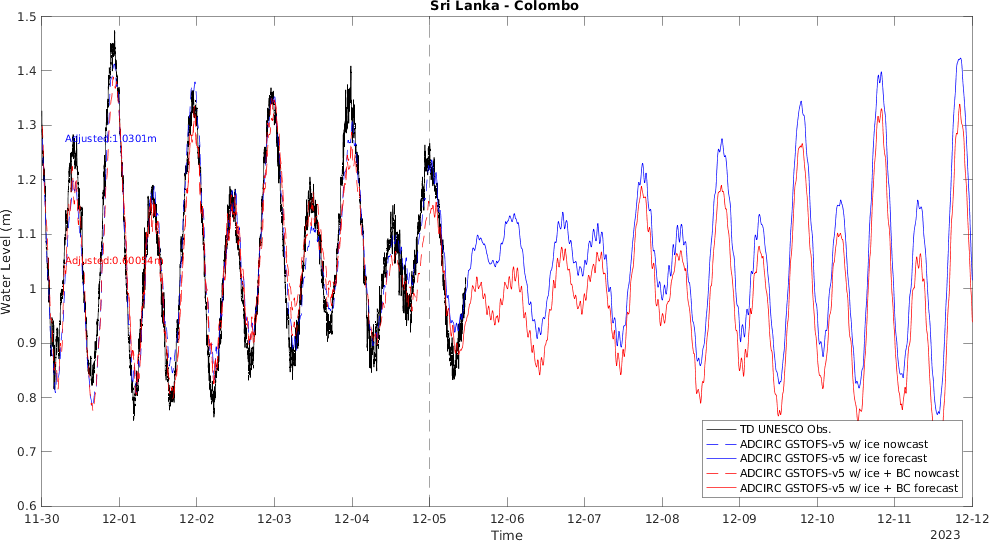 Sri Lanka - Colombo
1.5
1.4
1.3
1.2
1.1
1
0.9
0.8
0.7
0.6
Water Level (m)
Adjusted:1.0301m
TD UNESCO Obs.
ADCIRC GSTOFS-v5 w/ ice nowcast
ADCIRC GSTOFS-v5 w/ ice forecast
ADCIRC GSTOFS-v5 w/ ice + BC nowcast
ADCIRC GSTOFS-v5 w/ ice + BC forecast
11-30 12-01 12-02 12-03 12-04 12-05 12-06 12-07 12-08 12-09 12-10 12-11 12-12
Time
2023